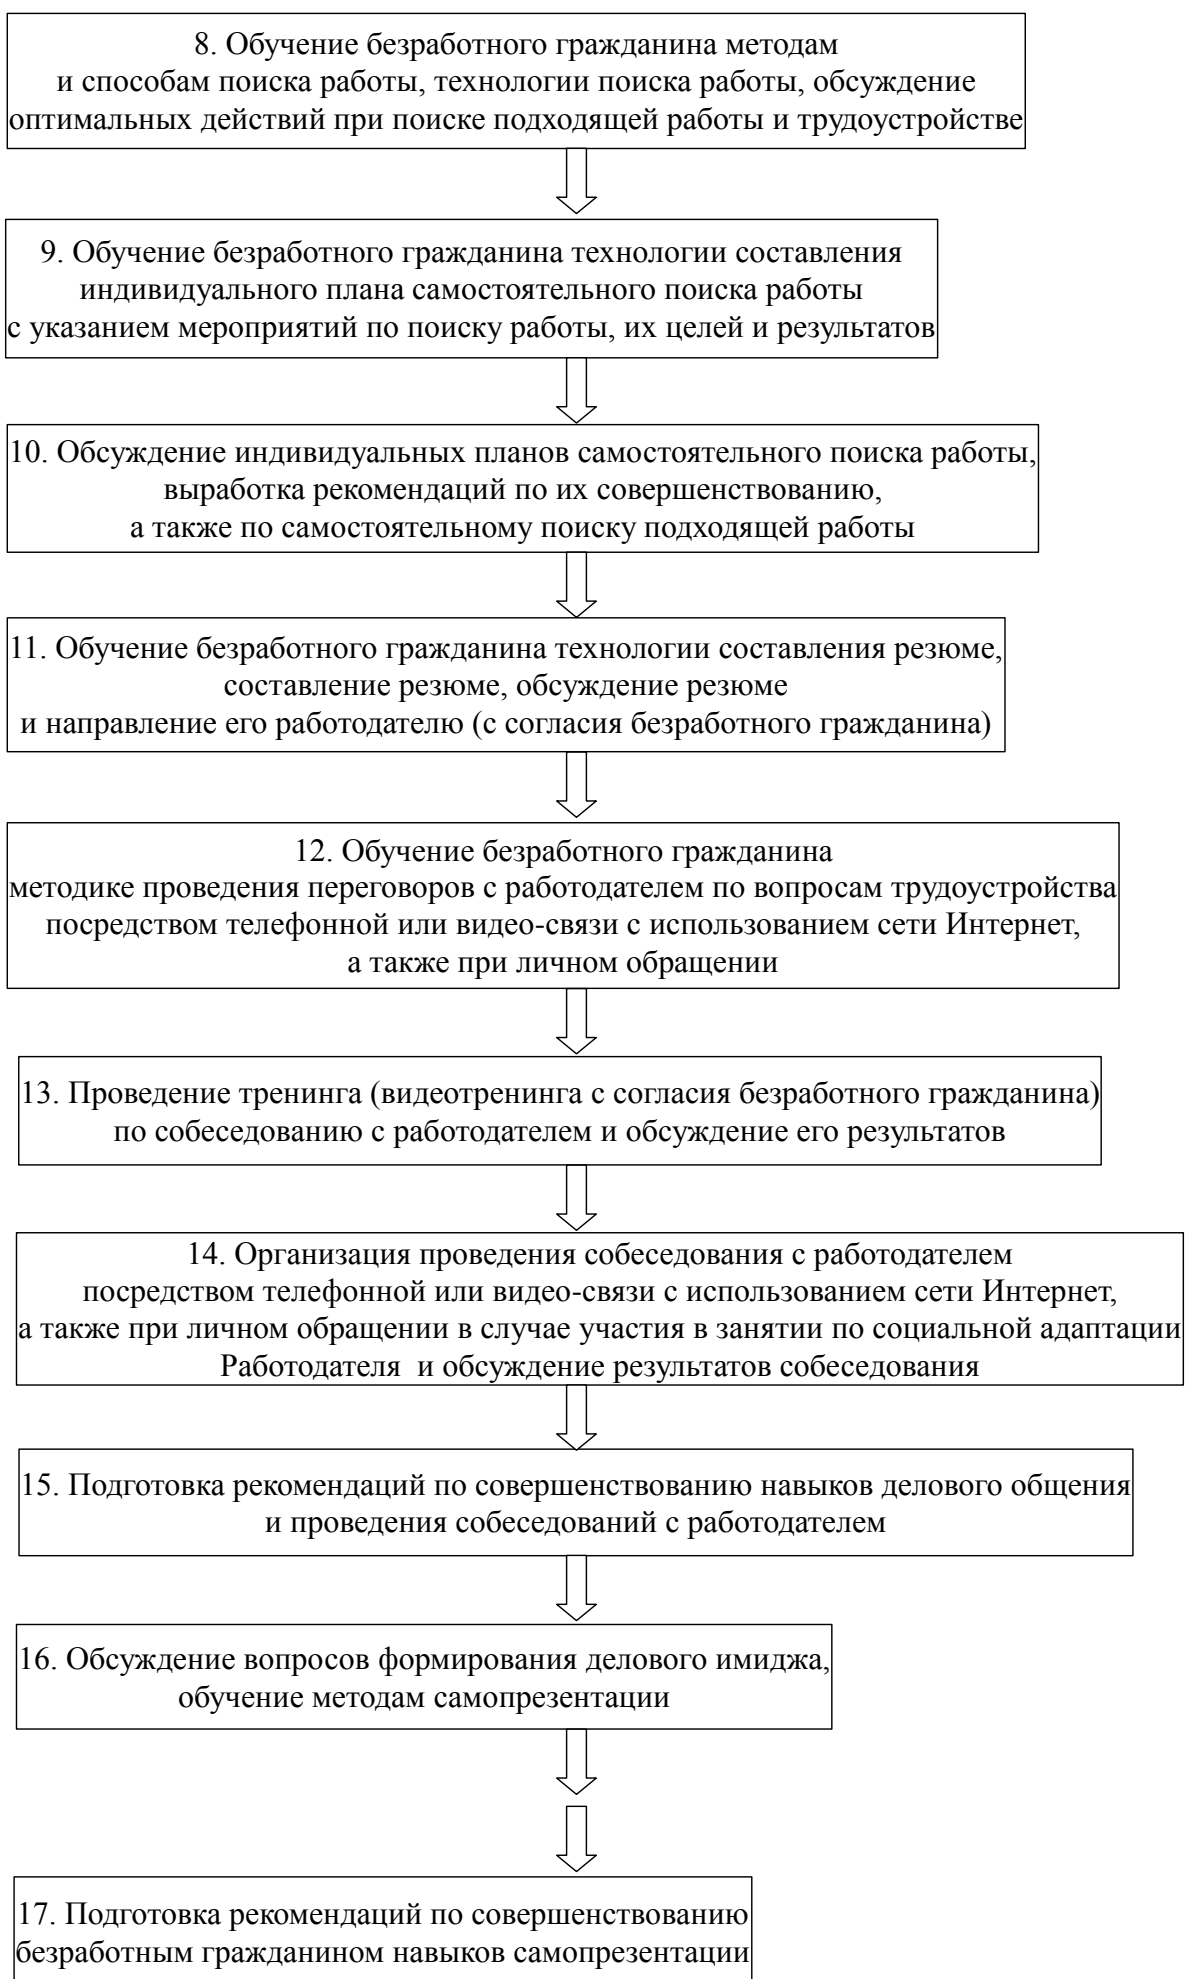 8. Обучение безработного гражданина методам
и способам поиска работы, технологии поиска работы, обсуждение
оптимальных действий при поиске подходящей работы и трудоустройстве
9. Обучение безработного гражданина технологии составления
индивидуального плана самостоятельного поиска работы
с указанием мероприятий по поиску работы, их целей и результатов
10. Обсуждение индивидуальных планов самостоятельного поиска работы,
выработка рекомендаций по их совершенствованию,
а также по самостоятельному поиску подходящей работы
11. Обучение безработного гражданина технологии составления резюме,
составление резюме, обсуждение резюме
и направление его работодателю (с согласия безработного гражданина)
12. Обучение безработного гражданина
методике проведения переговоров с работодателем по вопросам трудоустройства
посредством телефонной или видео-связи с использованием сети Интернет,
а также при личном обращении
13. Проведение тренинга (видеотренинга с согласия безработного гражданина)
по собеседованию с работодателем и обсуждение его результатов
14. Организация проведения собеседования с работодателем
посредством телефонной или видео-связи с использованием сети Интернет,
а также при личном обращении в случае участия в занятии по социальной адаптации
Работодателя и обсуждение результатов собеседования
15. Подготовка рекомендаций по совершенствованию навыков делового общения
и проведения собеседований с работодателем
16. Обсуждение вопросов формирования делового имиджа,
обучение методам самопрезентации
17. Подготовка рекомендаций по совершенствованию
безработным гражданином навыков самопрезентации